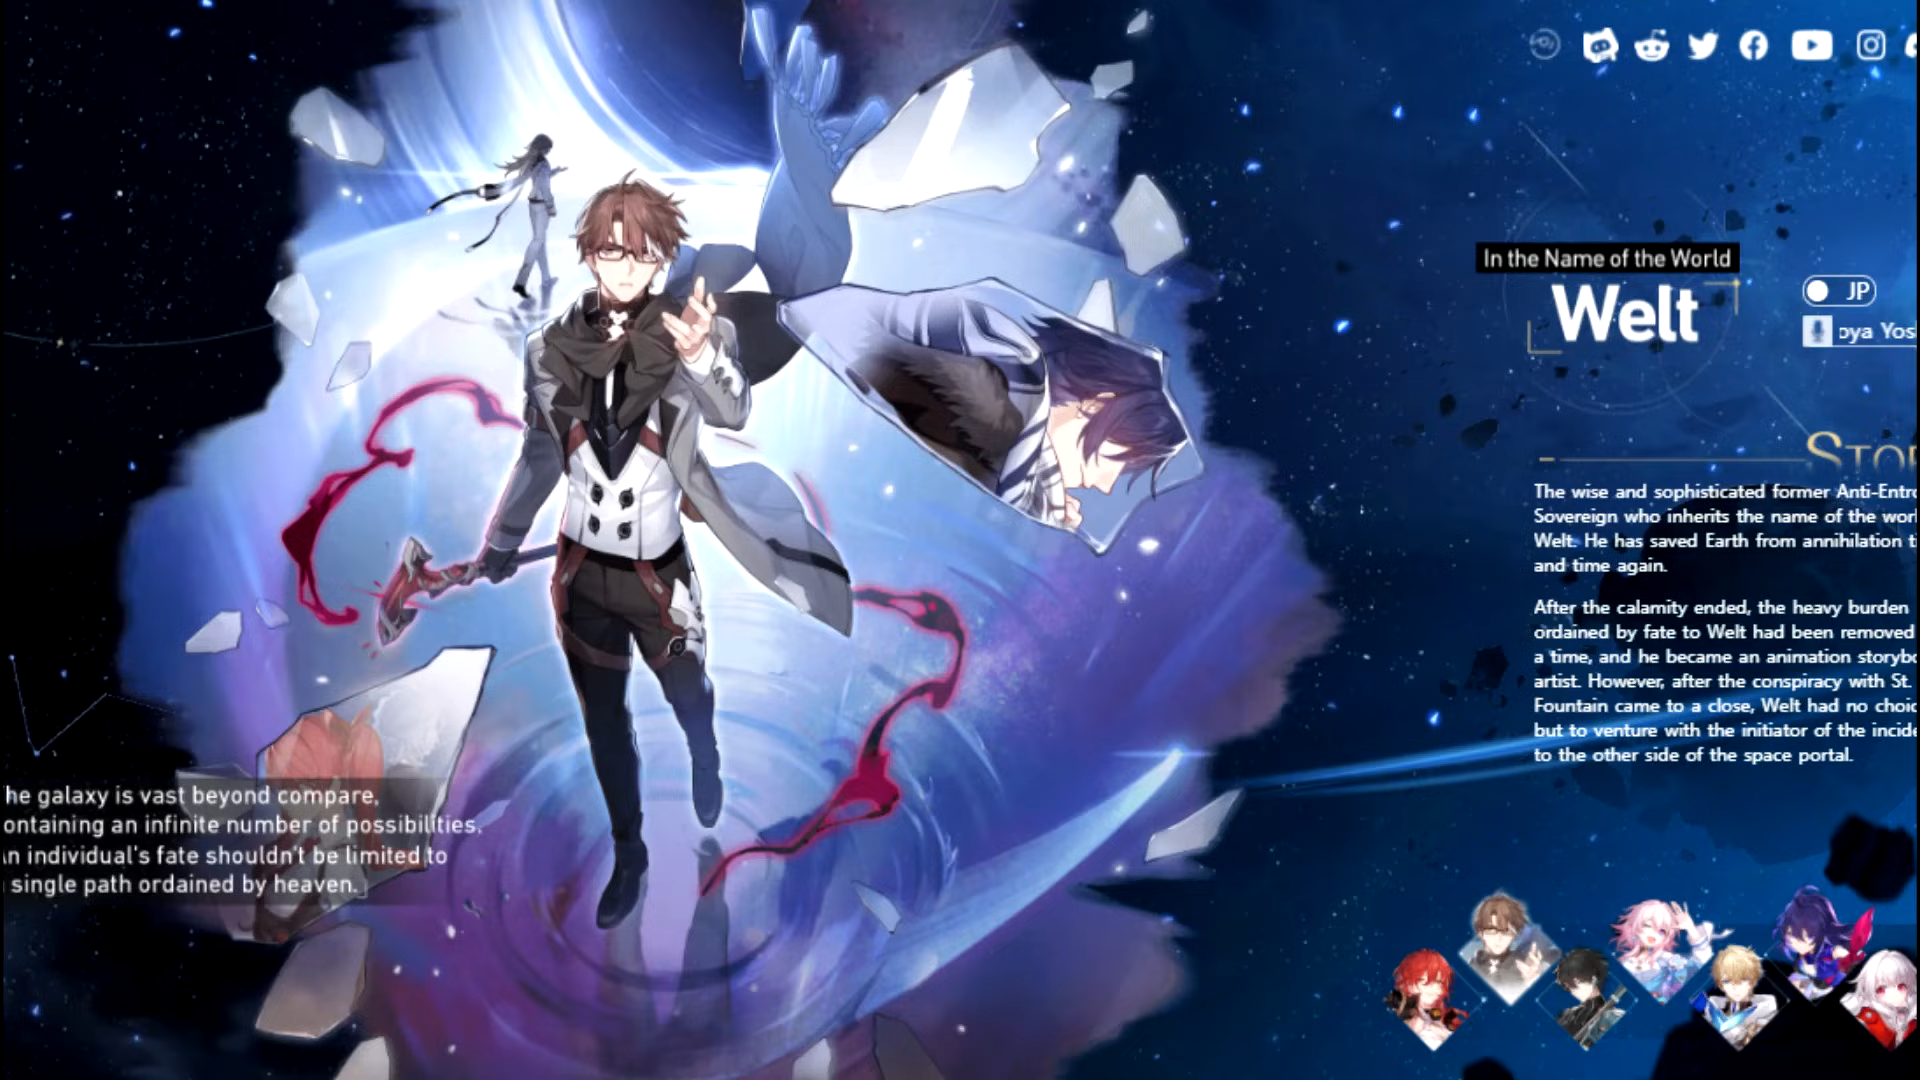 In the Name of the World
Welt
JP
Yos
The wise and sophisticated former Anti-Entro
Sovereign who inherits the name of the wor
Welt. He has saved Earth from annihilation t
and time again.
After the calamity ended, the heavy burden
ordained by fate to Welt had been removed
a time, and he became an animation storybo
artist. However, after the conspiracy with St.
Fountain came to a close, Welt had no choic
but to venture with the initiator of the incide
to the other side of the space portal.
he galaxy is vast beyond compare,
ontaining an infinite number of possibilities.
n individual's fate shouldn't be limited to
single path ordained by heaven.